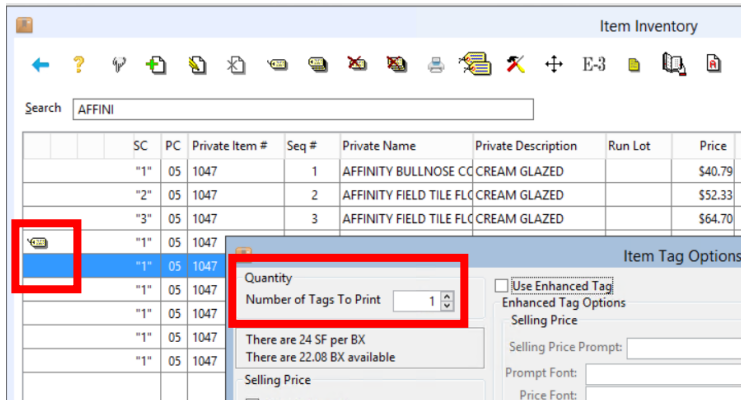 Item Inventory
E-3
Search AFFINI
SC PC Private Item # Seq # Private Name Private Description Run Lot Price
"1" 05 1047 1 AFFINITY BULLNOSE CO CREAM GLAZED $40.79
"2" 05 1047 2 AFFINITY FIELD TILE FLO CREAM GLAZED $52.33
"3" 05 1047 3 AFFINITY FIELD TILE FLO CREAM GLAZED $64.70
"1" 05 1047
"1" 05 1047
"1" 05 1047
"1" 05 1047
"1" 05 1047
"1" 05 1047
Item Tag Options
Quantity
Number of Tags To Print 1
There are 24 SF per BX
There are 22.08 BX available
Selling Price
Use Enhanced Tag
Enhanced Tag Options
Selling Price
Selling Price Prompt:
Prompt Font:
Price Font: